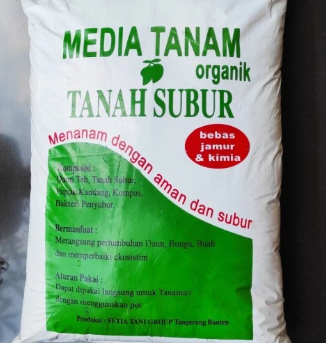 MEDIA TANAM
organik
TANAH SUBUR
bebas
jamur
& kimia
Menanam dengan aman dan subur
Komposisi :
Daun Teh, Tanah Subur,
Pupuk Kandang, Kompos,
Bakteri Penyubur.
Bermanfaat :
Merangsang pertumbuhan Daun, Bunga, Buah
dan memperbaiki ekosistim
Aturan Pakai :
Dapat dipakai langsung untuk Tanaman
dengan menggunakan pot
Produksi - SETIA TANI GROUP Tangerang Banten